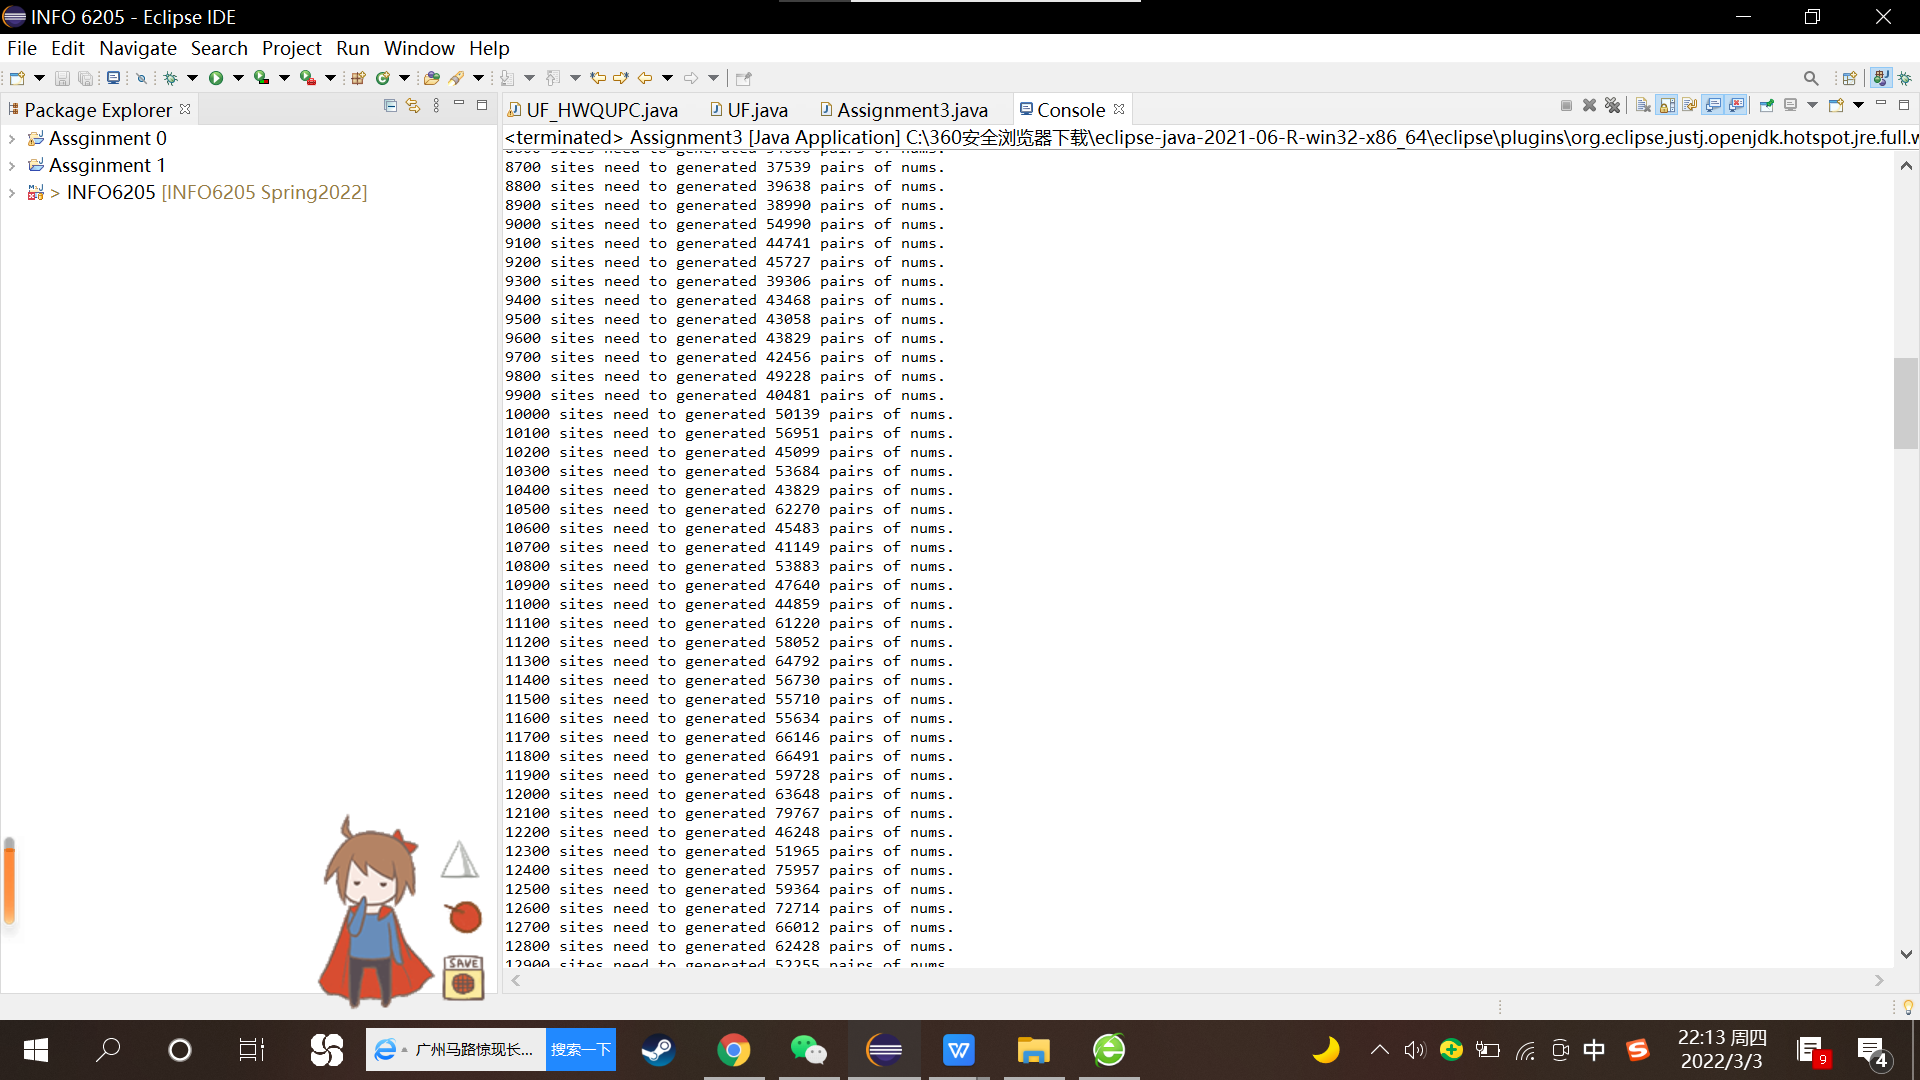 INFO 6205 - Eclipse IDE
File Edit Navigate Search Project Run Window Help
Package Explorer
UF_HWQUPC.java UF.java Assignment3.java Console
Assginment 0
Assginment 1
> INFO6205 [INFO6205 Spring2022]
<terminated> Assignment3 [Java Application] C:\360安全浏览器下载\eclipse-java-2021-06-R-win32-x86_64\eclipse\plugins\org.eclipse.justj.openjdk.hotspot.jre.full.w
8700 sites need to generated 37539 pairs of nums.
8800 sites need to generated 39638 pairs of nums.
8900 sites need to generated 38990 pairs of nums.
9000 sites need to generated 54990 pairs of nums.
9100 sites need to generated 44741 pairs of nums.
9200 sites need to generated 45727 pairs of nums.
9300 sites need to generated 39306 pairs of nums.
9400 sites need to generated 43468 pairs of nums.
9500 sites need to generated 43058 pairs of nums.
9600 sites need to generated 43829 pairs of nums.
9700 sites need to generated 42456 pairs of nums.
9800 sites need to generated 49228 pairs of nums.
9900 sites need to generated 40481 pairs of nums.
10000 sites need to generated 50139 pairs of nums.
10100 sites need to generated 56951 pairs of nums.
10200 sites need to generated 45099 pairs of nums.
10300 sites need to generated 53684 pairs of nums.
10400 sites need to generated 43829 pairs of nums.
10500 sites need to generated 62270 pairs of nums.
10600 sites need to generated 45483 pairs of nums.
10700 sites need to generated 41149 pairs of nums.
10800 sites need to generated 53883 pairs of nums.
10900 sites need to generated 47640 pairs of nums.
11000 sites need to generated 44859 pairs of nums.
11100 sites need to generated 61220 pairs of nums.
11200 sites need to generated 58052 pairs of nums.
11300 sites need to generated 64792 pairs of nums.
11400 sites need to generated 56730 pairs of nums.
11500 sites need to generated 55710 pairs of nums.
11600 sites need to generated 55634 pairs of nums.
11700 sites need to generated 66146 pairs of nums.
11800 sites need to generated 66491 pairs of nums.
11900 sites need to generated 59728 pairs of nums.
12000 sites need to generated 63648 pairs of nums.
12100 sites need to generated 79767 pairs of nums.
12200 sites need to generated 46248 pairs of nums.
12300 sites need to generated 51965 pairs of nums.
12400 sites need to generated 75957 pairs of nums.
12500 sites need to generated 59364 pairs of nums.
12600 sites need to generated 72714 pairs of nums.
12700 sites need to generated 66012 pairs of nums.
12800 sites need to generated 62428 pairs of nums.
12900 sites need to generated 52255 pairs of nums.
SAVE
广州马路惊现长... 搜索一下
中
22:13 周四
2022/3/3
9
4